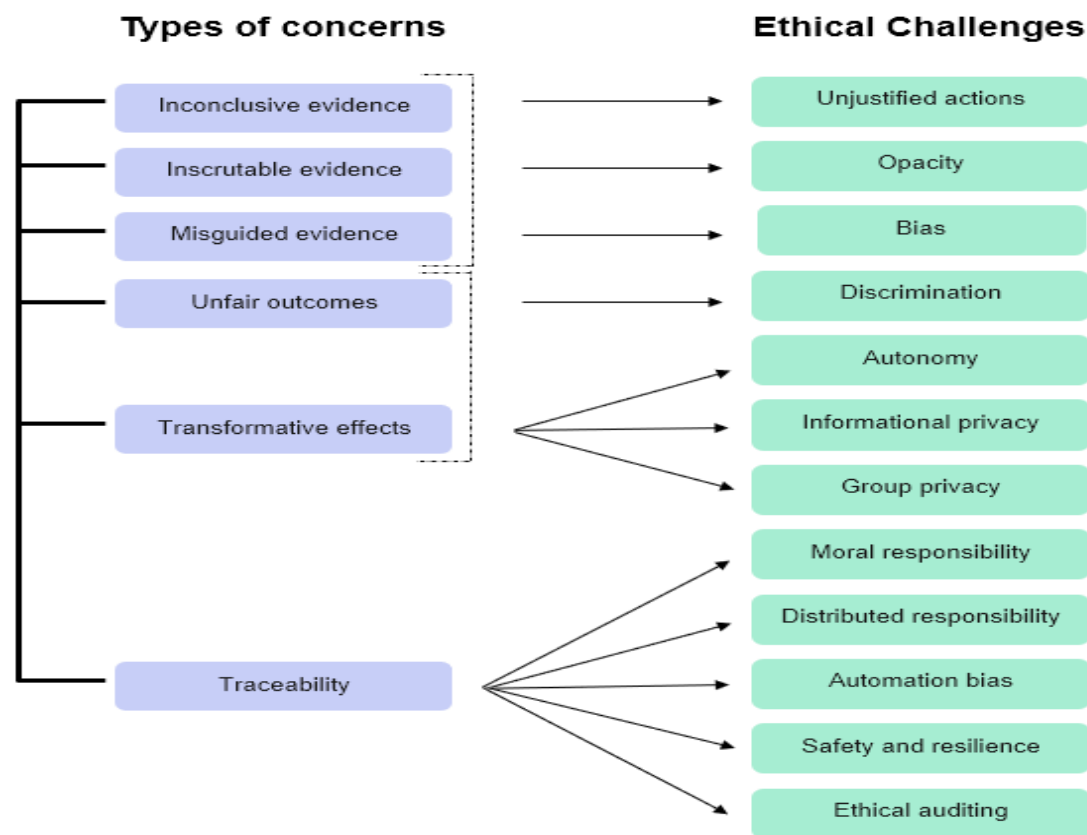 Types of concerns
Ethical Challenges
Inconclusive evidence
Unjustified actions
Inscrutable evidence
Opacity
Misguided evidence
Bias
Unfair outcomes
Discrimination
Autonomy
Transformative effects
Informational privacy
Group privacy
Moral responsibility
Distributed responsibility
Traceability
Automation bias
Safety and resilience
Ethical auditing